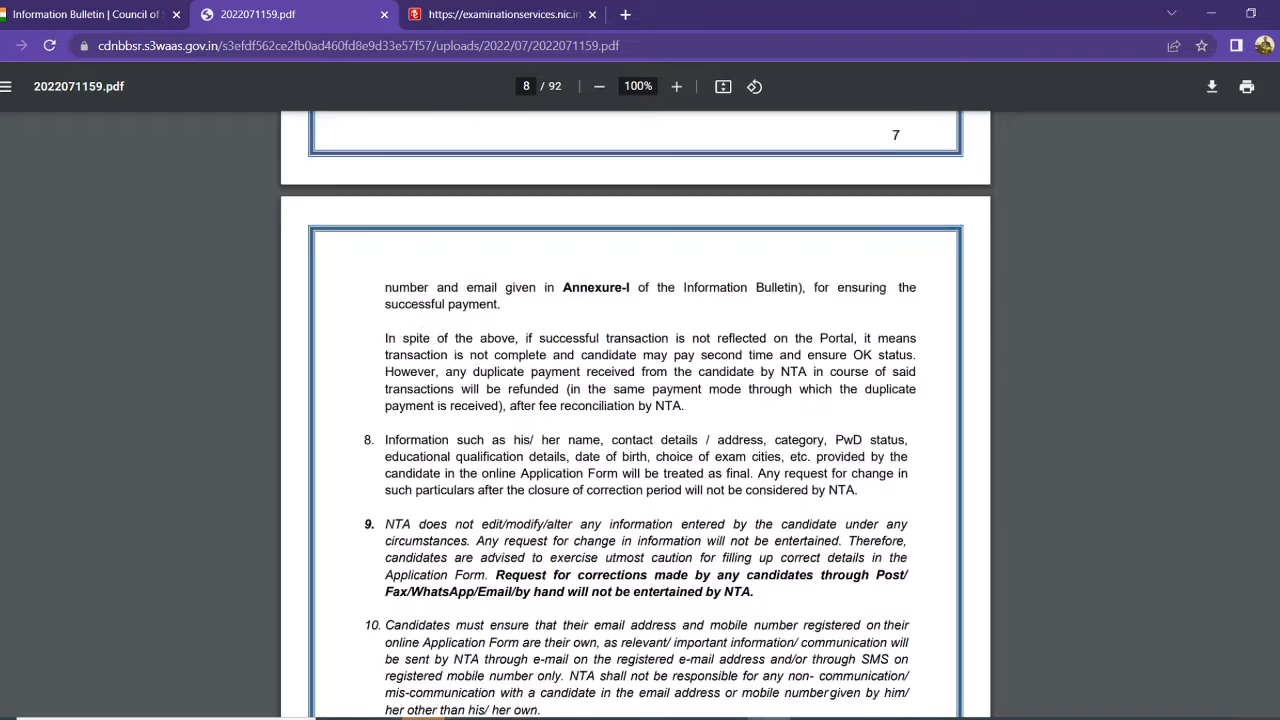 Information Bulletin | Council of
2022071159.pdf
https://examinationservices.nic.in
cdnbbsr.s3waas.gov.in/s3efdf562ce2fb0ad460fd8e9d33e57f57/uploads/2022/07/2022071159.pdf
2022071159.pdf
8 / 92
100%
7
number and email given in Annexure-I of the Information Bulletin), for ensuring the
successful payment.
In spite of the above, if successful transaction is not reflected on the Portal, it means
transaction is not complete and candidate may pay second time and ensure OK status.
However, any duplicate payment received from the candidate by NTA in course of said
transactions will be refunded (in the same payment mode through which the duplicate
payment is received), after fee reconciliation by NTA.
8. Information such as his/ her name, contact details / address, category, PwD status,
educational qualification details, date of birth, choice of exam cities, etc. provided by the
candidate in the online Application Form will be treated as final. Any request for change in
such particulars after the closure of correction period will not be considered by NTA.
9. NTA does not edit/modify/alter any information entered by the candidate under any
circumstances. Any request for change in information will not be entertained. Therefore,
candidates are advised to exercise utmost caution for filling up correct details in the
Application Form. Request for corrections made by any candidates through Post/
Fax/WhatsApp/Email/by hand will not be entertained by NTA.
10. Candidates must ensure that their email address and mobile number registered on their
online Application Form are their own, as relevant/ important information/ communication will
be sent by NTA through e-mail on the registered e-mail address and/or through SMS on
registered mobile number only. NTA shall not be responsible for any non- communication/
mis-communication with a candidate in the email address or mobile number given by him/
her other than his/ her own.